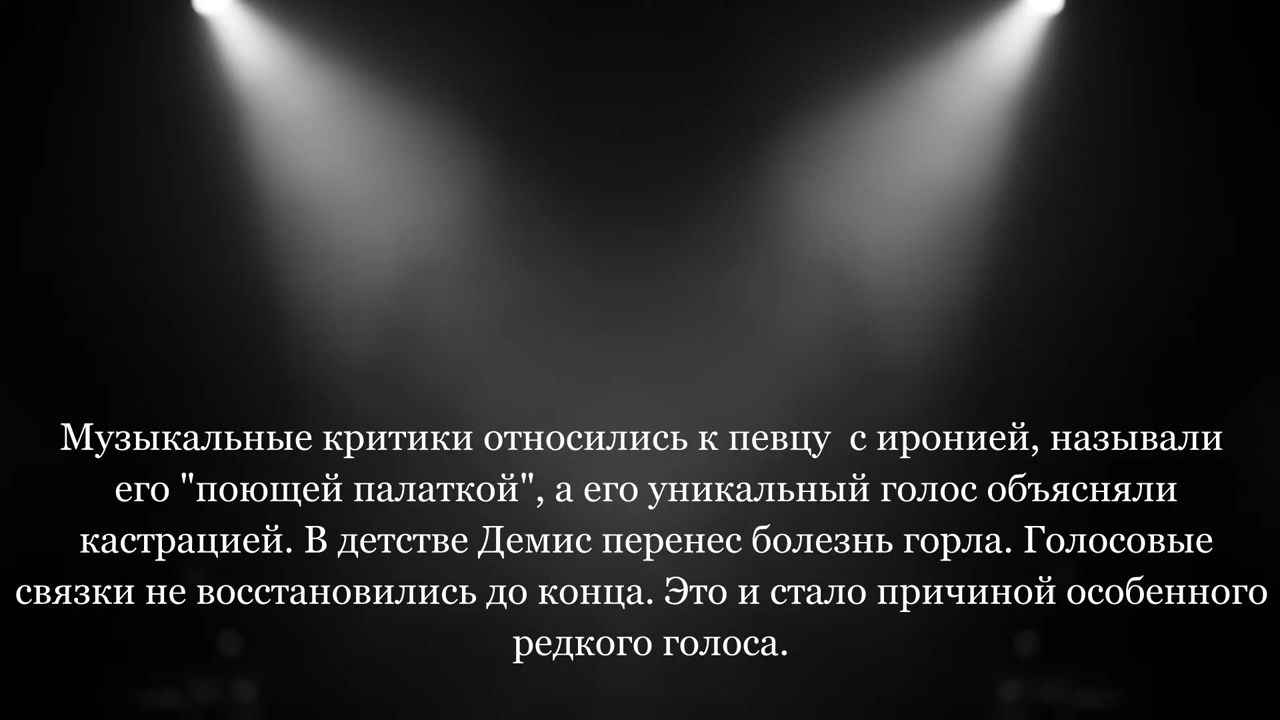 Музыкальные критики относились к певцу  с иронией, называли
его "поющей палаткой", а его уникальный голос объясняли
кастрацией. В детстве Демис перенес болезнь горла. Голосовые
связки не восстановились до конца. Это и стало причиной особенного
редкого голоса.